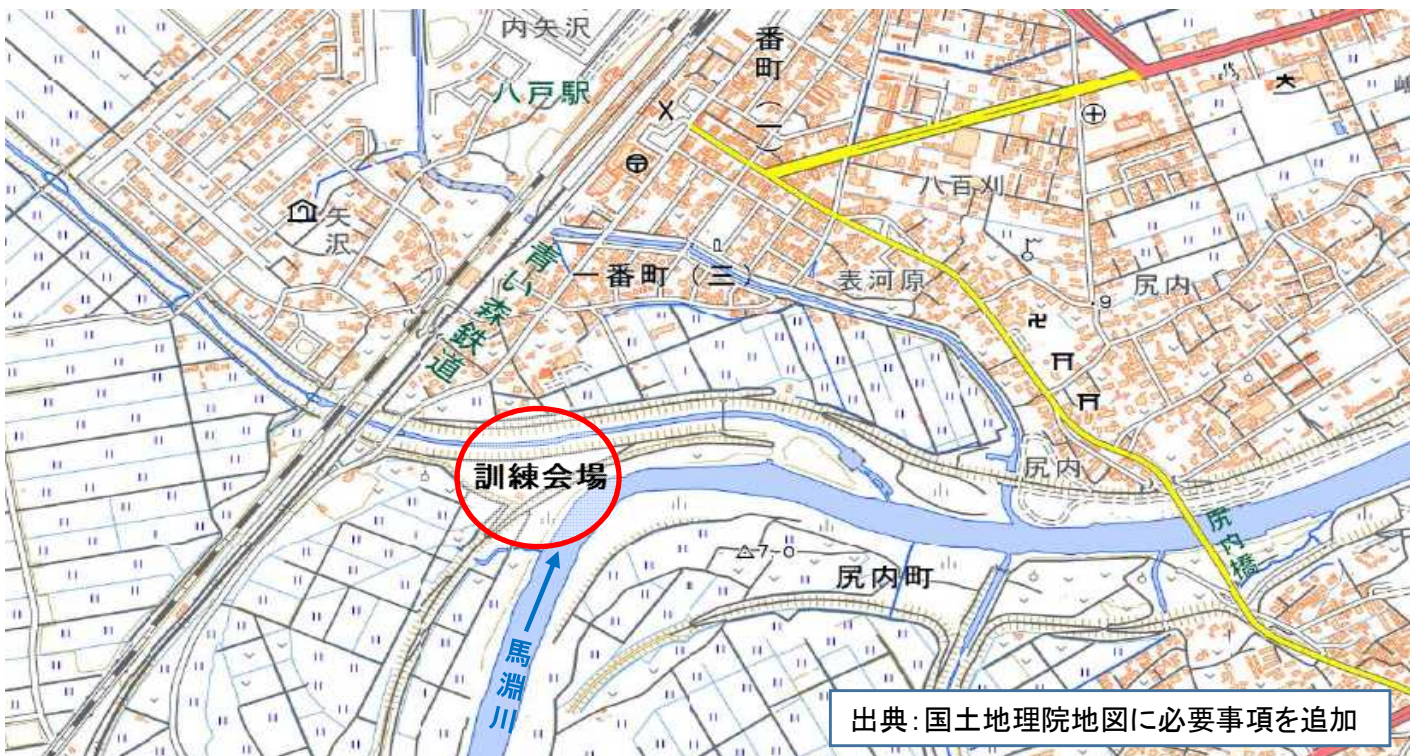 内矢沢
八戸駅
一番町(一)
八百刈
矢沢
青い森鉄道
一番町(三)
表河原
尻内
9
訓練会場
尻内
尻内橋
7.0
尻内町
馬淵川
出典:国土地理院地図に必要事項を追加